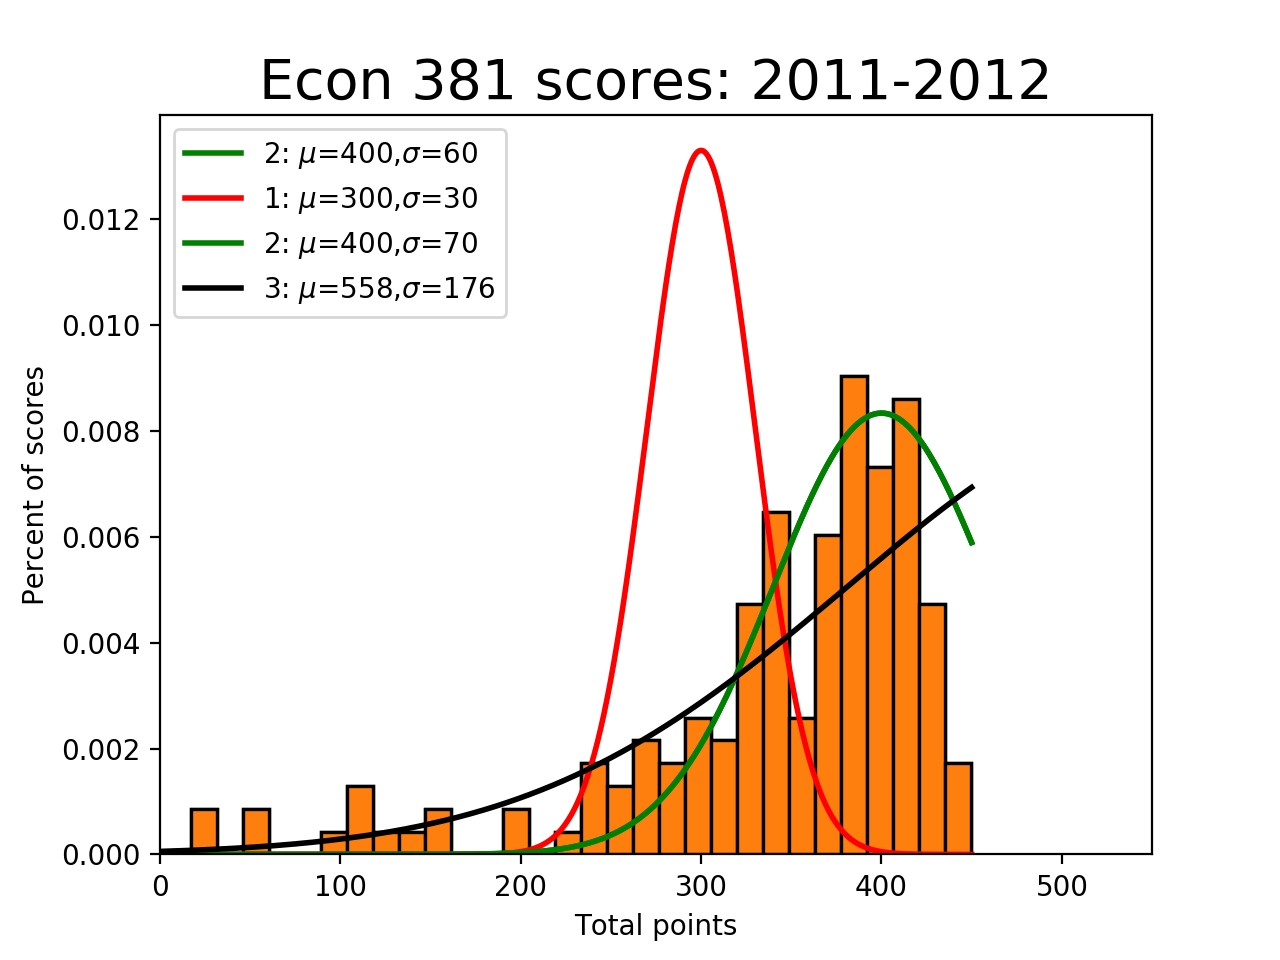 Econ 381 scores: 2011-2012
2: μ=400,σ=60
1: μ=300,σ=30
2: μ=400,σ=70
3: μ=558,σ=176
Percent of scores
0.012
0.010
0.008
0.006
0.004
0.002
0.000
0 100 200 300 400 500
Total points